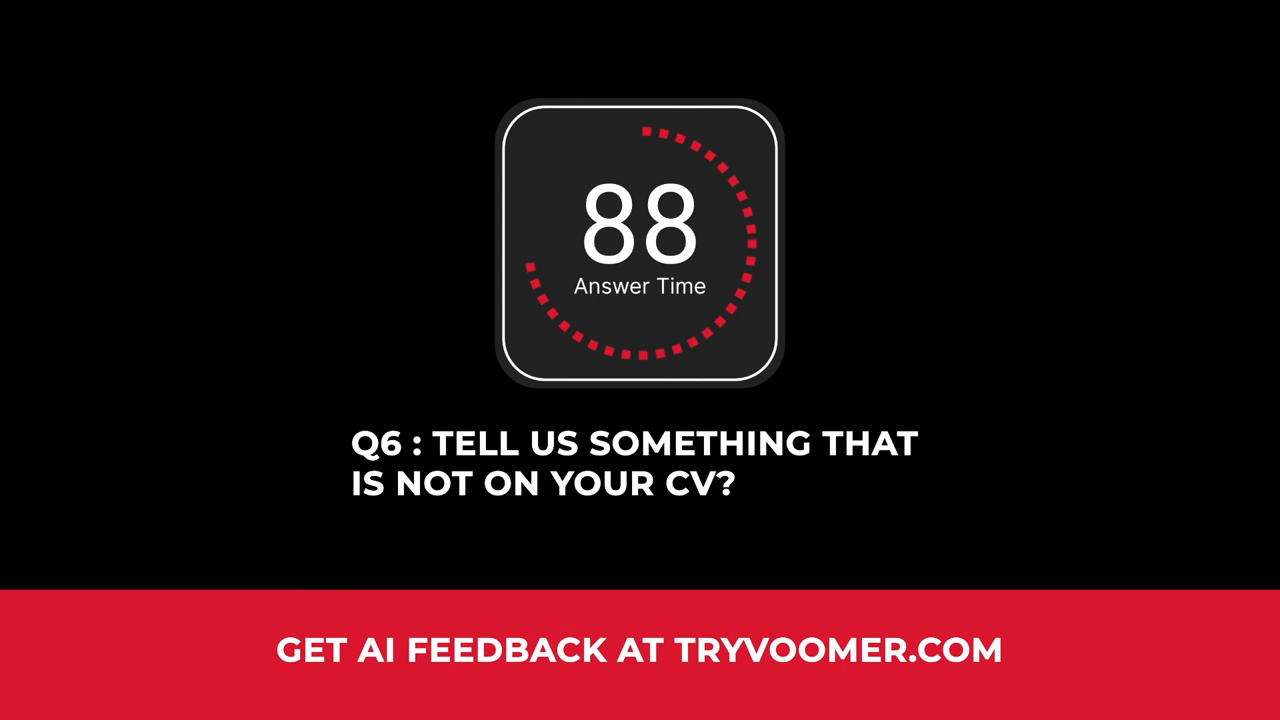 88
Answer Time
Q6 : TELL US SOMETHING THAT
IS NOT ON YOUR CV?
GET AI FEEDBACK AT TRYVOOMER.COM